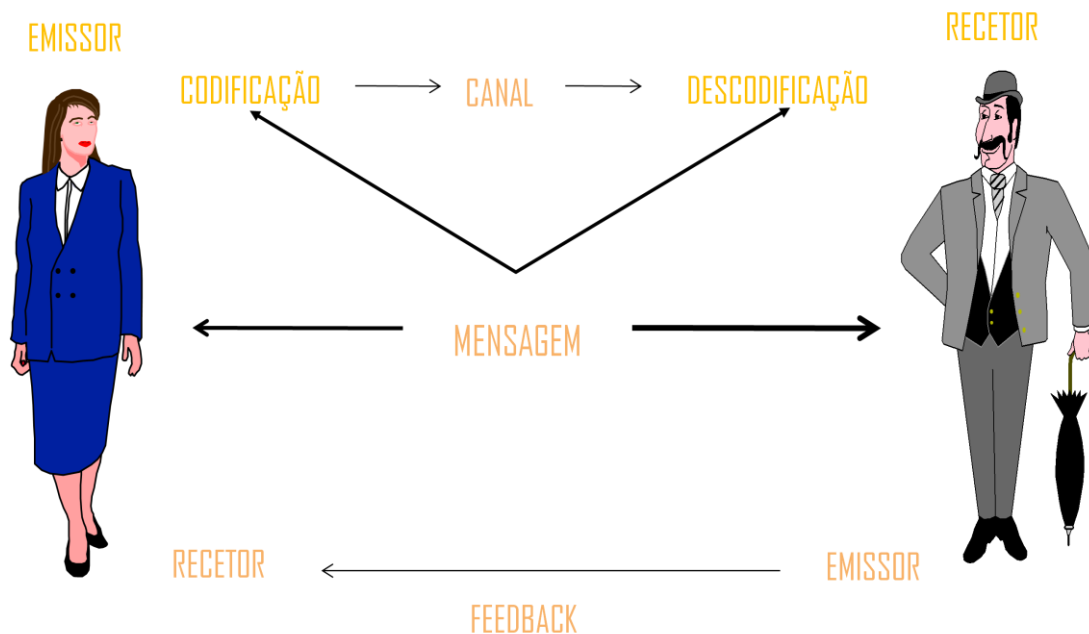 EMISSOR
RECETOR
CODIFICAÇÃO
CANAL
DESCODIFICAÇÃO
MENSAGEM
RECETOR
EMISSOR
FEEDBACK